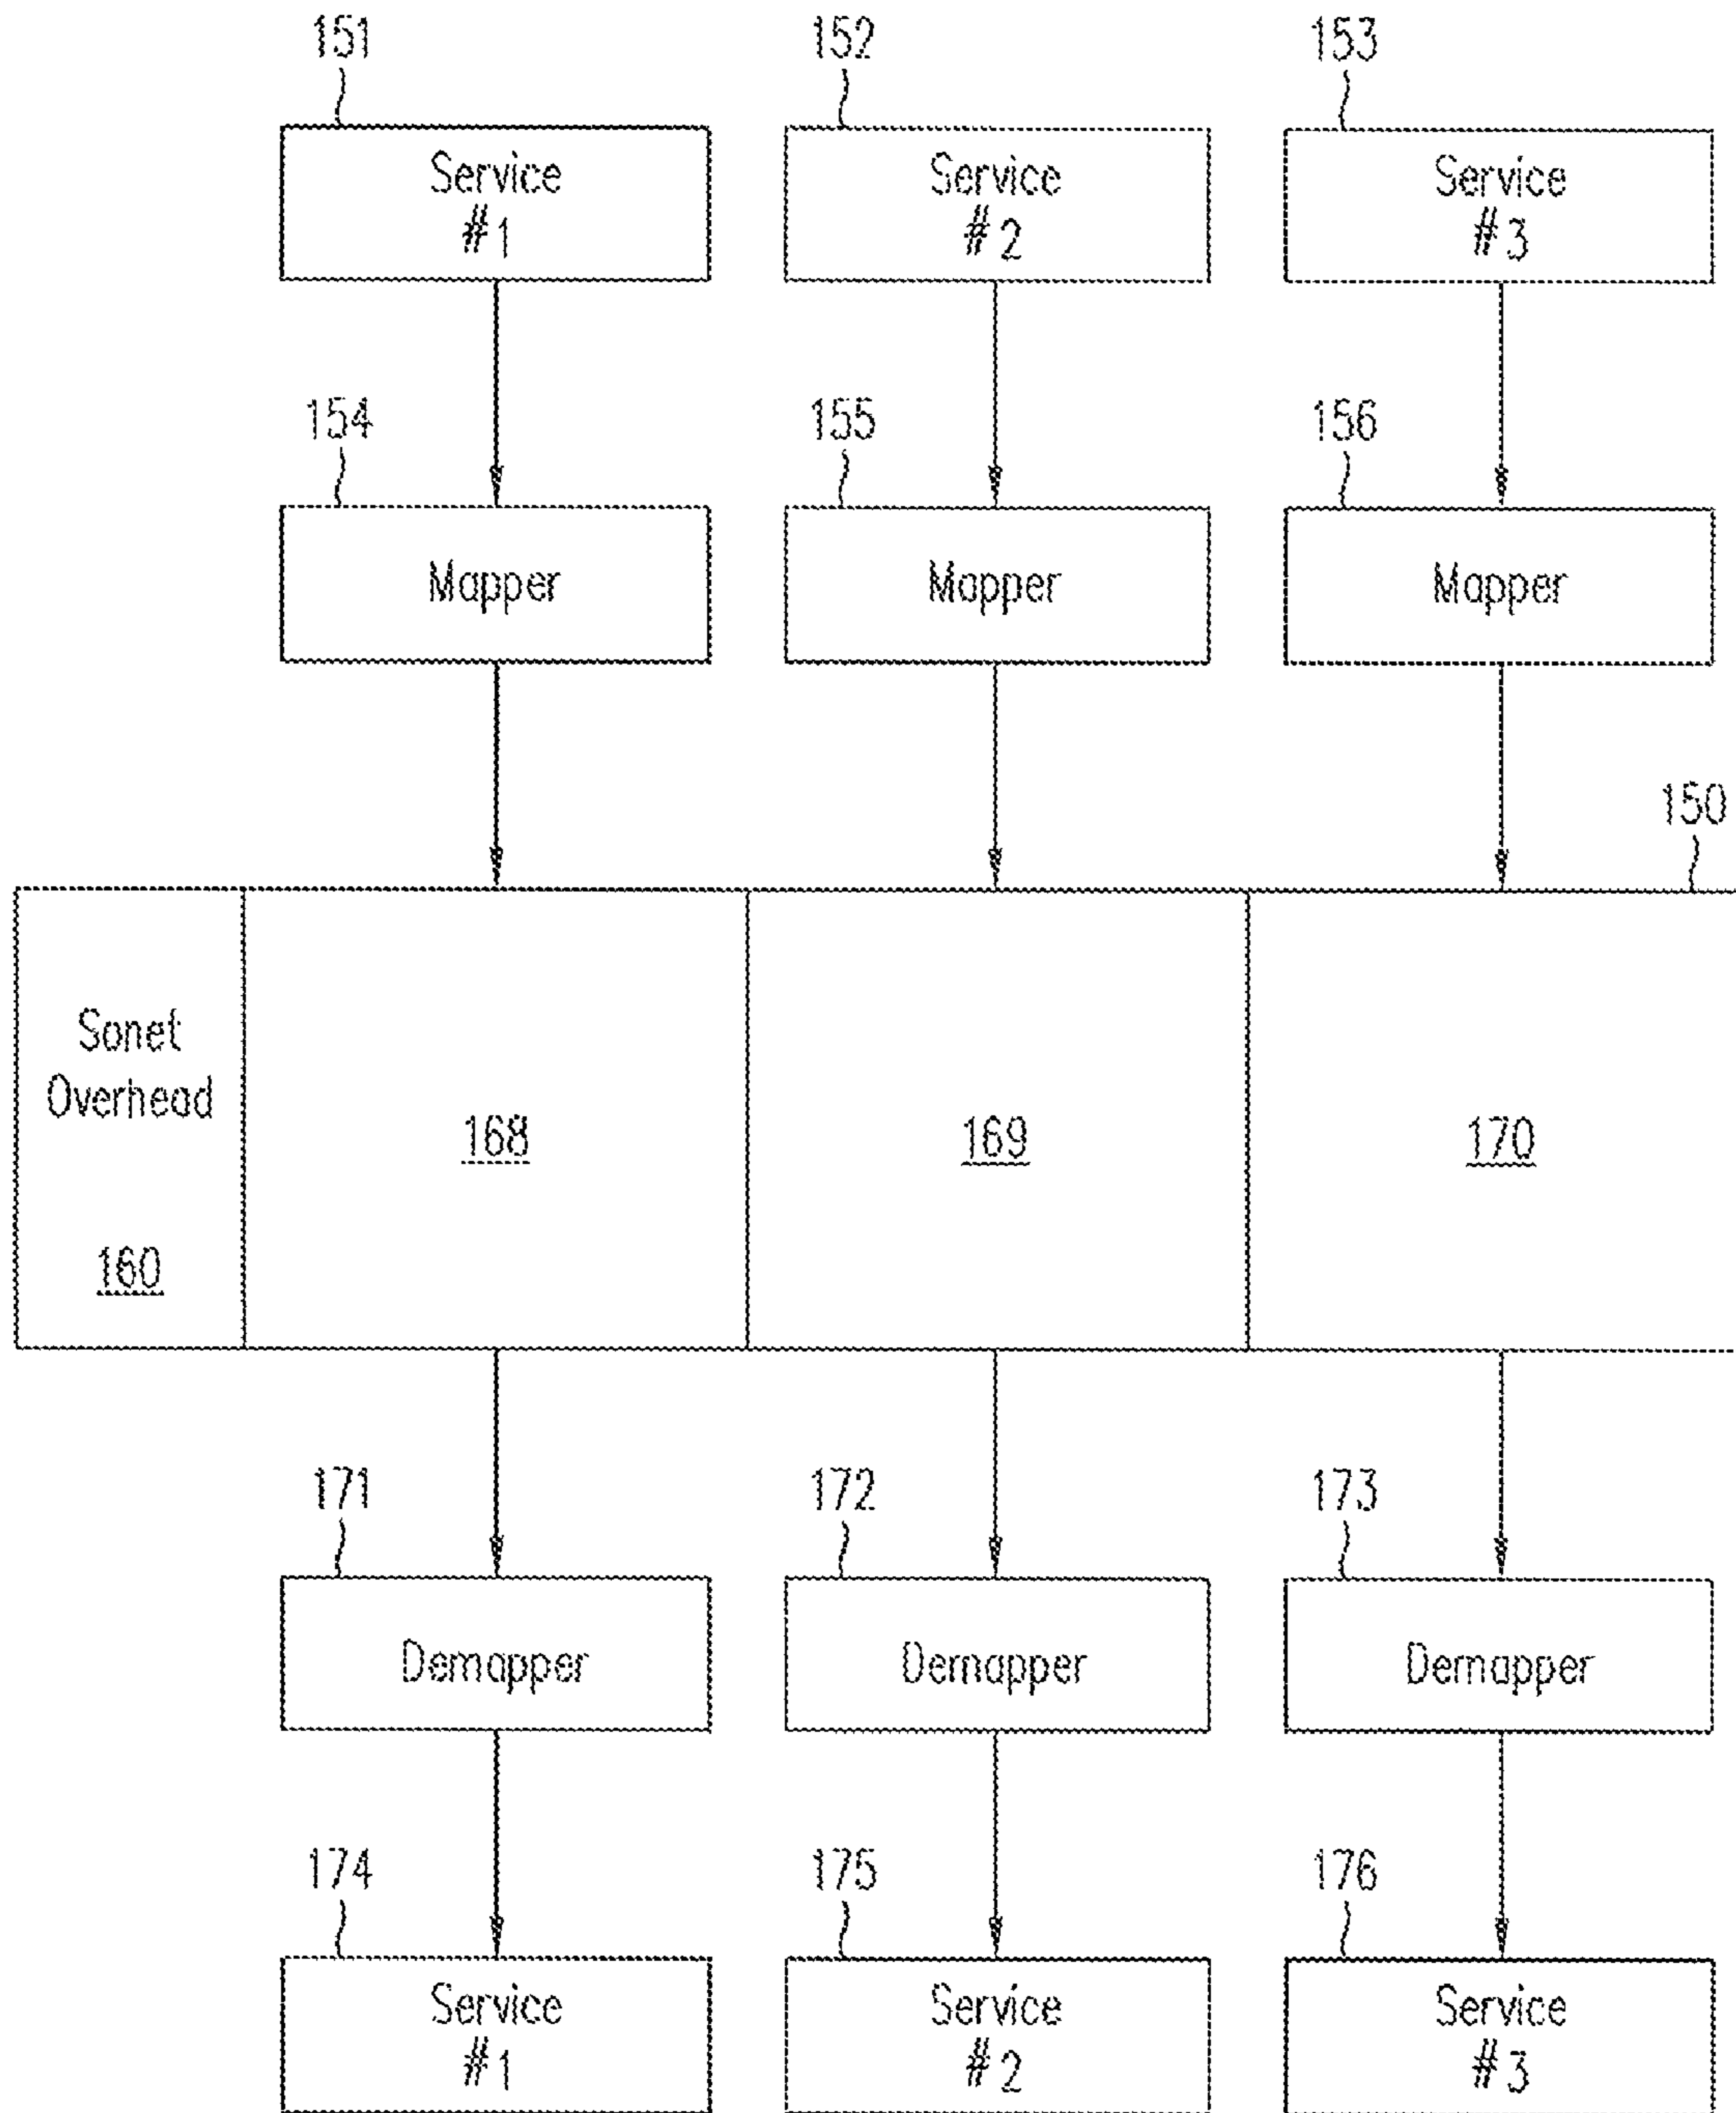 151
152
153
Service
#1
Service
#2
Service
#3
154
155
156
Mapper
Mapper
Mapper
150
Sonet
Overhead
160
168
169
170
171
172
173
Demapper
Demapper
Demapper
174
175
176
Service
#1
Service
#2
Service
#3